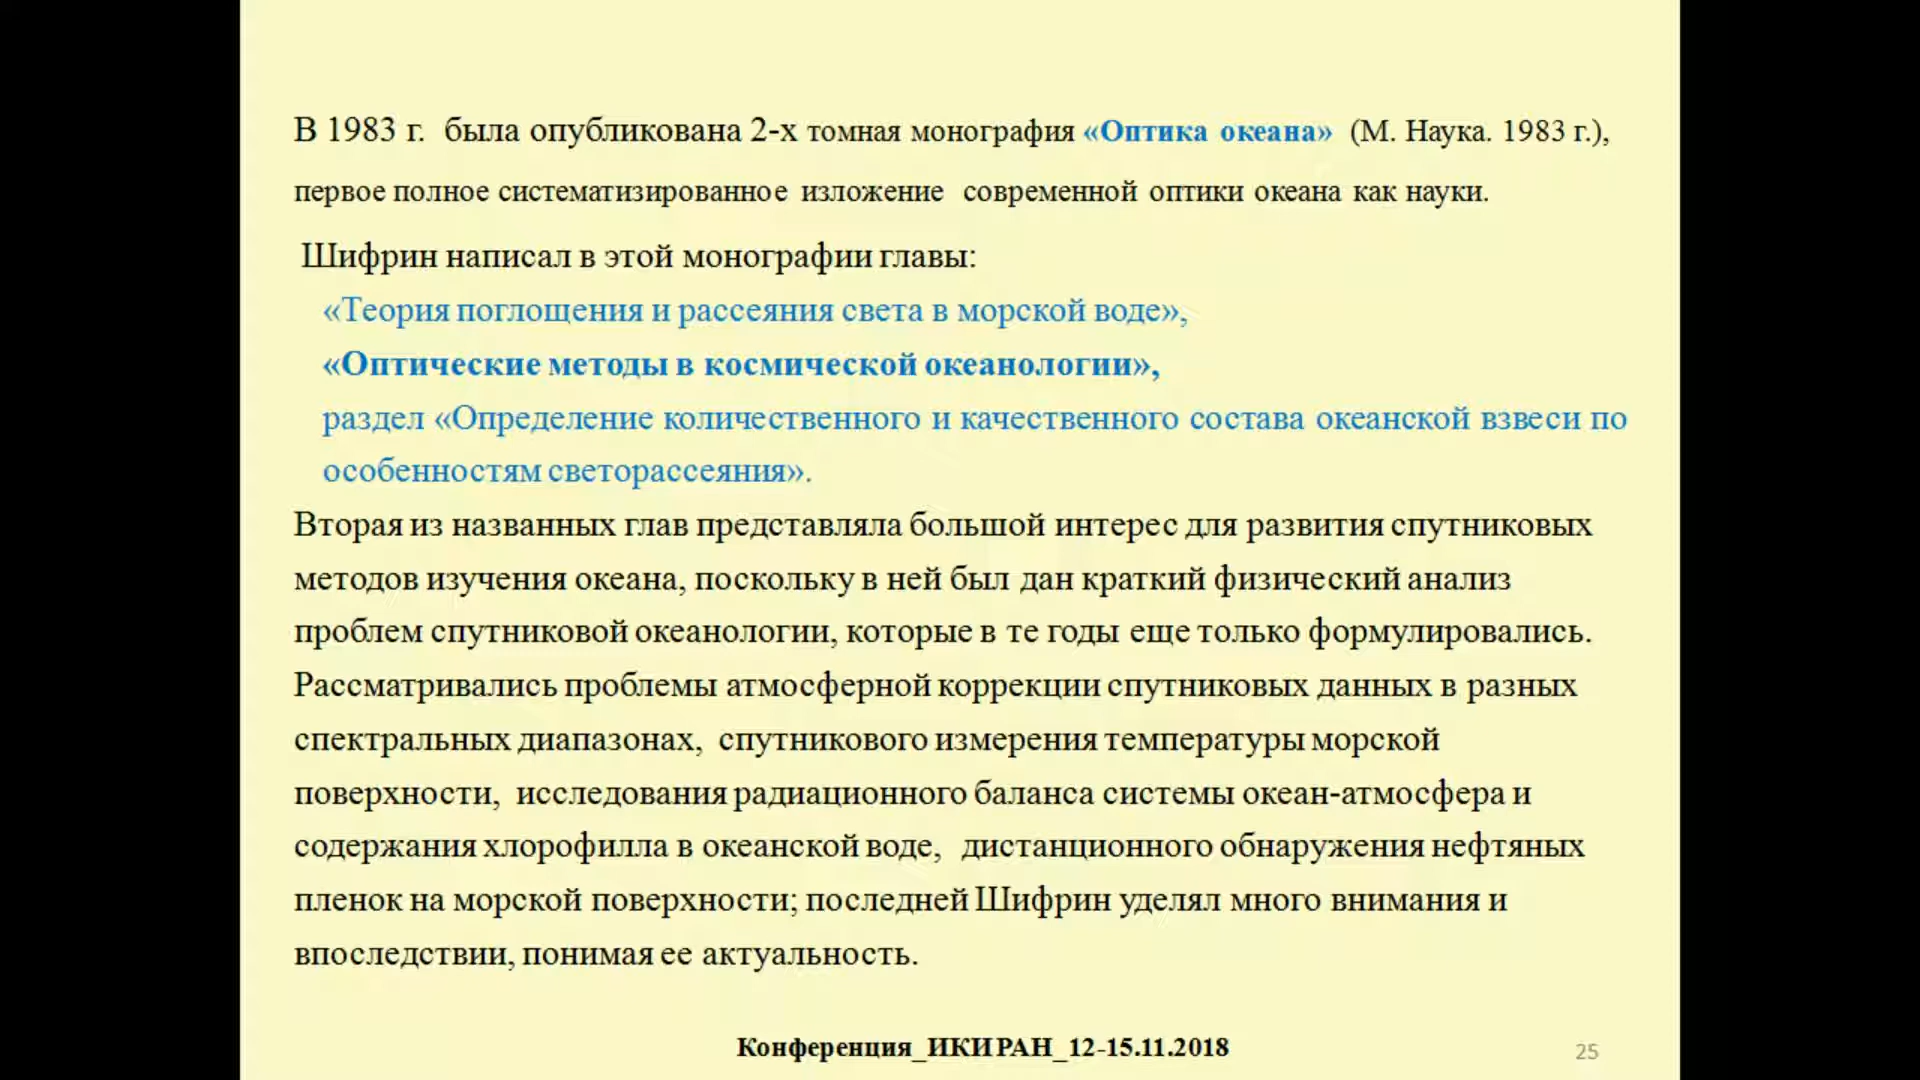 В 1983 г. была опубликована 2-х томная монография «Оптика океана» (М. Наука. 1983 г.),
первое полное систематизированное изложение современной оптики океана как науки.
Шифрин написал в этой монографии главы:
«Теория поглощения и рассеяния света в морской воде»,
«Оптические методы в космической океанологии»,
раздел «Определение количественного и качественного состава океанской взвеси по
особенностям светорассеяния».
Вторая из названных глав представляла большой интерес для развития спутниковых
методов изучения океана, поскольку в ней был дан краткий физический анализ
проблем спутниковой океанологии, которые в те годы еще только формулировались.
Рассматривались проблемы атмосферной коррекции спутниковых данных в разных
спектральных диапазонах, спутникового измерения температуры морской
поверхности, исследования радиационного баланса системы океан-атмосфера и
содержания хлорофилла в океанской воде, дистанционного обнаружения нефтяных
пленок на морской поверхности; последней Шифрин уделял много внимания и
впоследствии, понимая ее актуальность.
Конференция_ИКИ РАН_12-15.11.2018
25